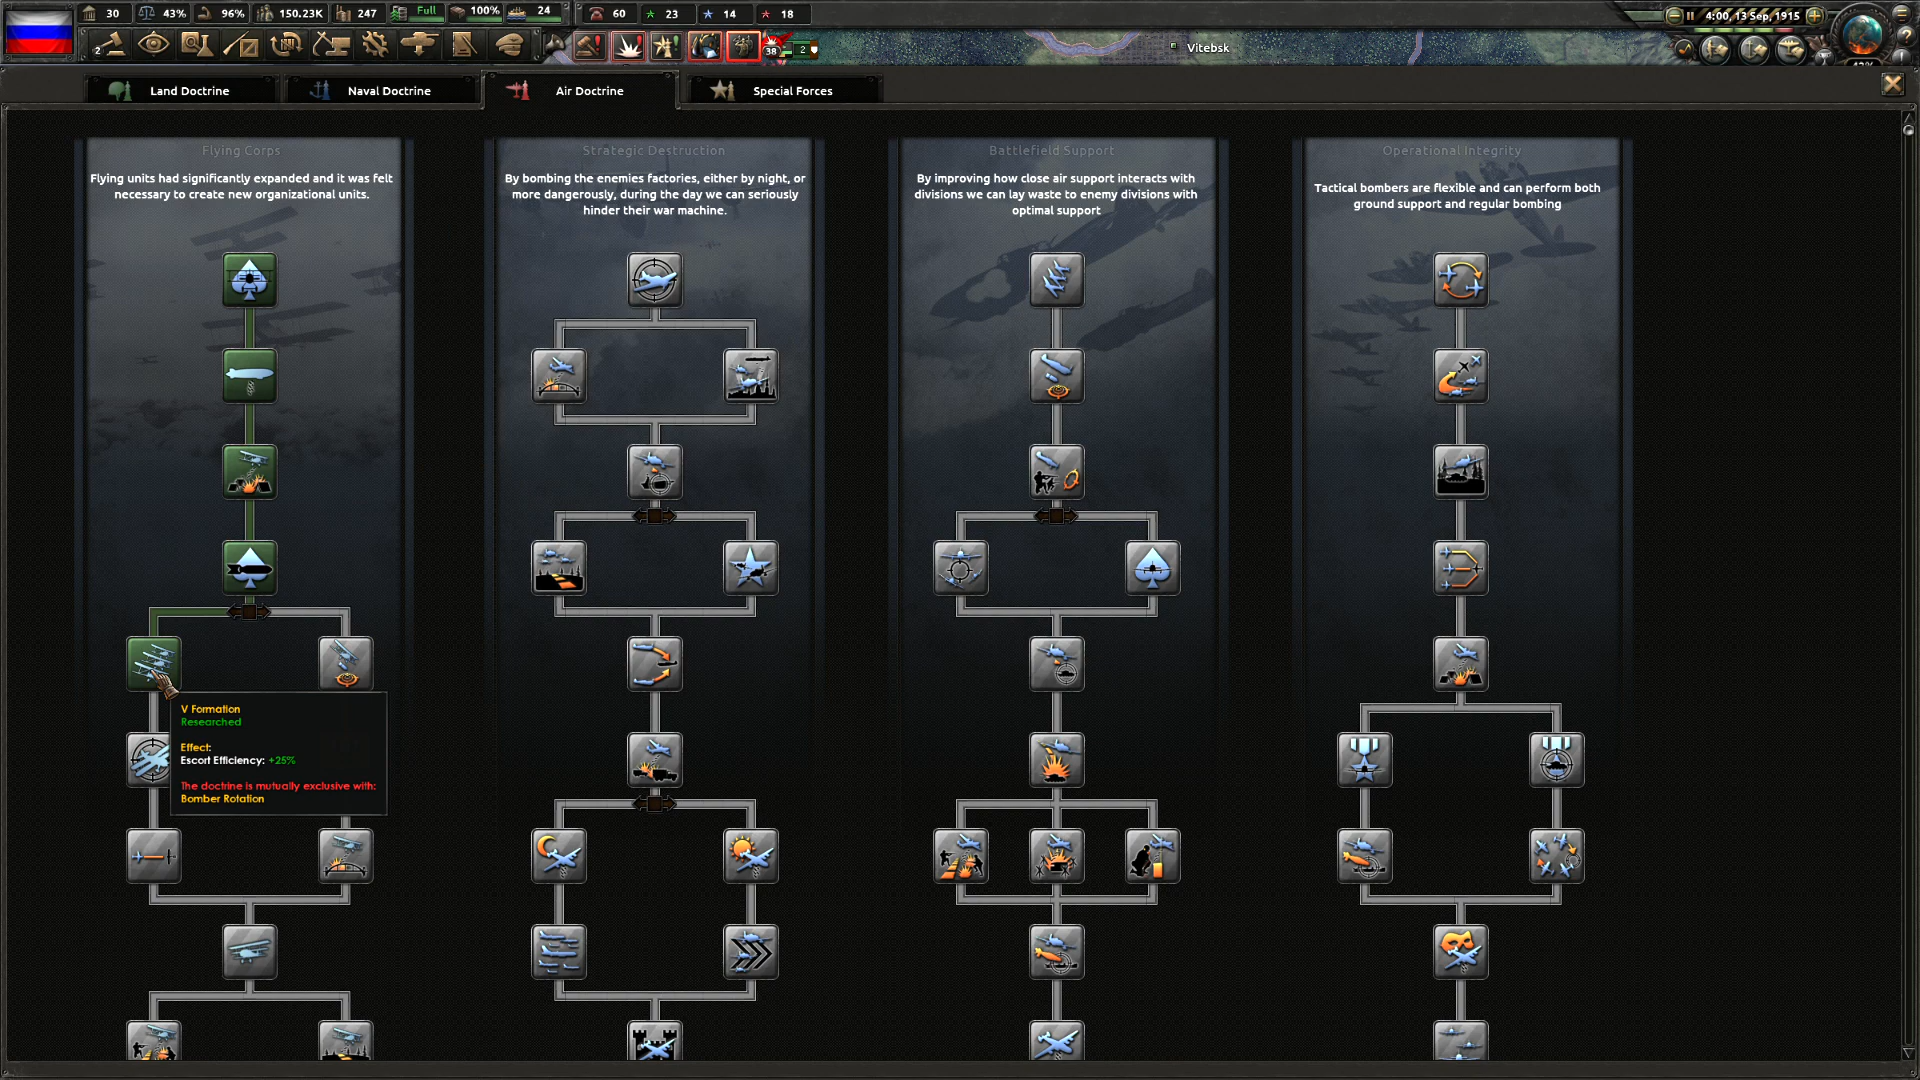 30
43%
96%
150.23K
247
Full
100%
24
60
23
14
18
4:00, 13 Sep, 1915
2
38
2
Vitebsk
Land Doctrine
Naval Doctrine
Air Doctrine
Special Forces
Flying Corps
Flying units had significantly expanded and it was felt
necessary to create new organizational units.
Strategic Destruction
By bombing the enemies factories, either by night, or
more dangerously, during the day we can seriously
hinder their war machine.
Battlefield Support
By improving how close air support interacts with
divisions we can lay waste to enemy divisions with
optimal support
Operational Integrity
Tactical bombers are flexible and can perform both
ground support and regular bombing
V Formation
Researched
Effect:
Escort Efficiency: +25%
The doctrine is mutually exclusive with:
Bomber Rotation